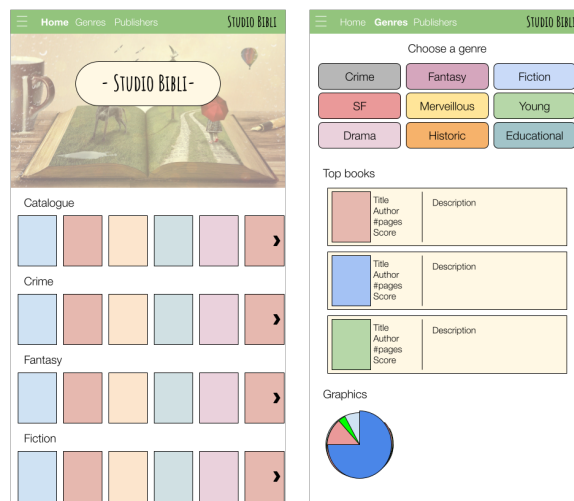 Home Genres Publishers STUDIO BIBLI
- STUDIO BIBLI-
Catalogue
Crime
Fantasy
Fiction
Home Genres Publishers STUDIO BIBLI
Choose a genre
Crime Fantasy Fiction
SF Merveillous Young
Drama Historic Educational
Top books
Title
Author
#pages
Score
Description
Title
Author
#pages
Score
Description
Title
Author
#pages
Score
Description
Graphics